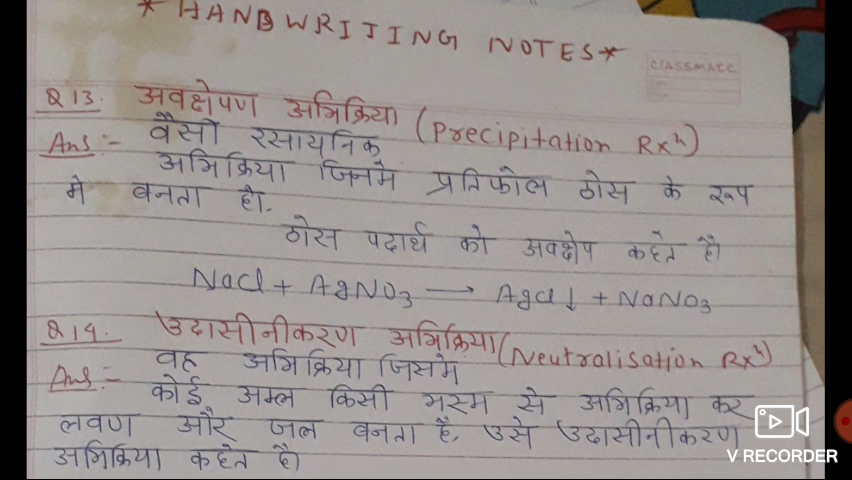 * HANDWRITING NOTES *
CLASSMATE
Q13. अवक्षेपण अभिक्रिया (Precipitation Rxⁿ)
Ans :- वैसी रसायनिक
अभिक्रिया जिनमे प्रतिफोल ठोस के रूप
मे बनता हो.
ठोस पदार्थ को अवक्षेप कहते है।
NaCl + AgNO₃ → AgCl↓ + NaNO₃
Q14. उदासीनीकरण अभिक्रिया (Neutralisation Rxⁿ)
Ans :- वह अभिक्रिया जिसमे
कोई अम्ल किसी भस्म से अभिक्रिया कर
लवण और जल बनता है, उसे उदासीनीकरण
अभिक्रिया कहते है।
V RECORDER